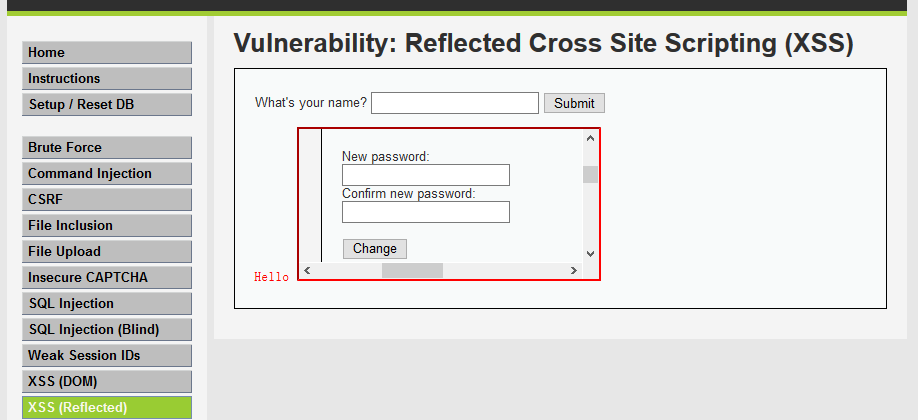 Home
Instructions
Setup / Reset DB
Brute Force
Command Injection
CSRF
File Inclusion
File Upload
Insecure CAPTCHA
SQL Injection
SQL Injection (Blind)
Weak Session IDs
XSS (DOM)
XSS (Reflected)
Vulnerability: Reflected Cross Site Scripting (XSS)
What's your name? Submit
New password:
Confirm new password:
Change
Hello